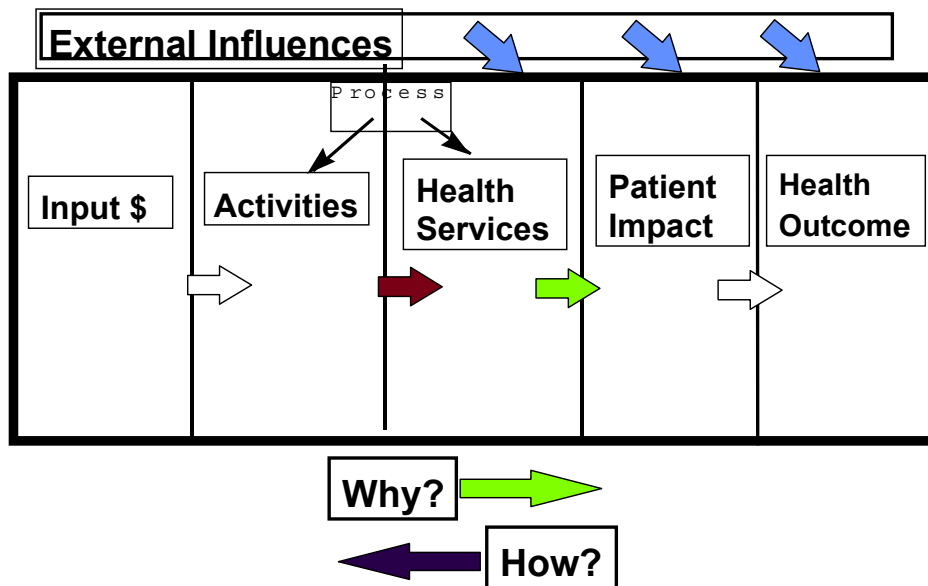 External Influences
Process
Input $
Activities
Health
Services
Patient
Impact
Health
Outcome
Why?
How?